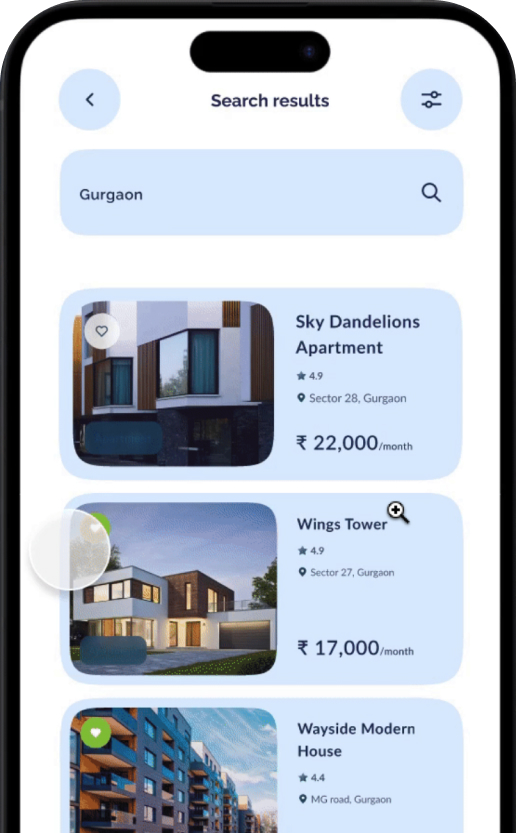 Search results
Gurgaon
Sky Dandelions
Apartment
4.9
Sector 28, Gurgaon
₹ 22,000/month
Wings Tower
4.9
Sector 27, Gurgaon
₹ 17,000/month
Wayside Modern
House
4.4
MG road, Gurgaon